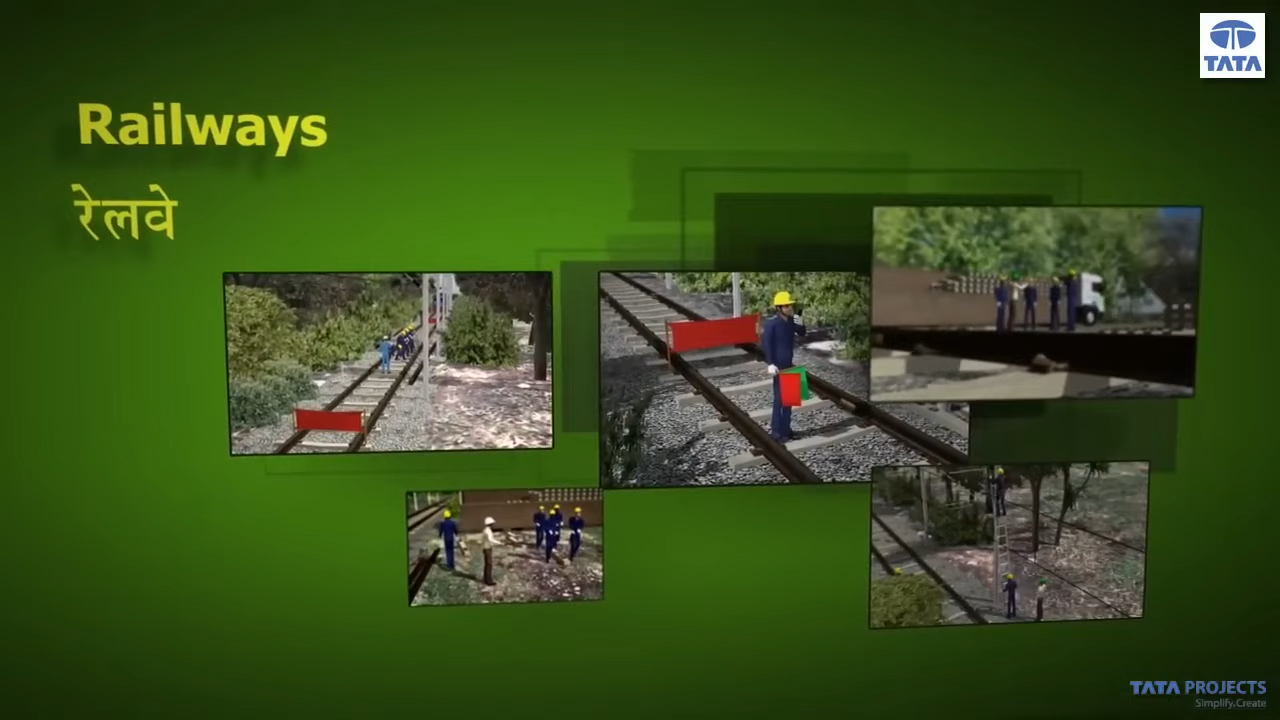 TATA
Railways
रेलवे
TATA PROJECTS
Simplify.Create